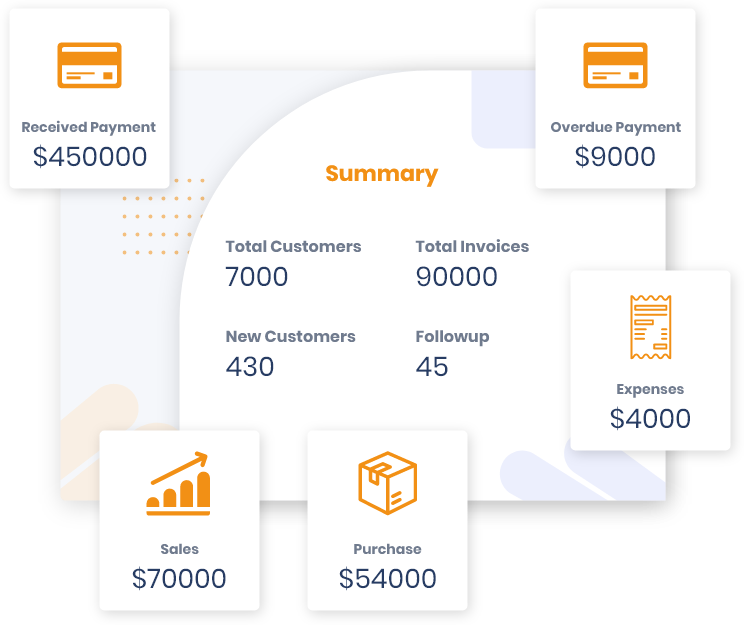 Received Payment
$450000
Overdue Payment
$9000
Summary
Total Customers
7000
Total Invoices
90000
New Customers
430
Followup
45
Expenses
$4000
Sales
$70000
Purchase
$54000